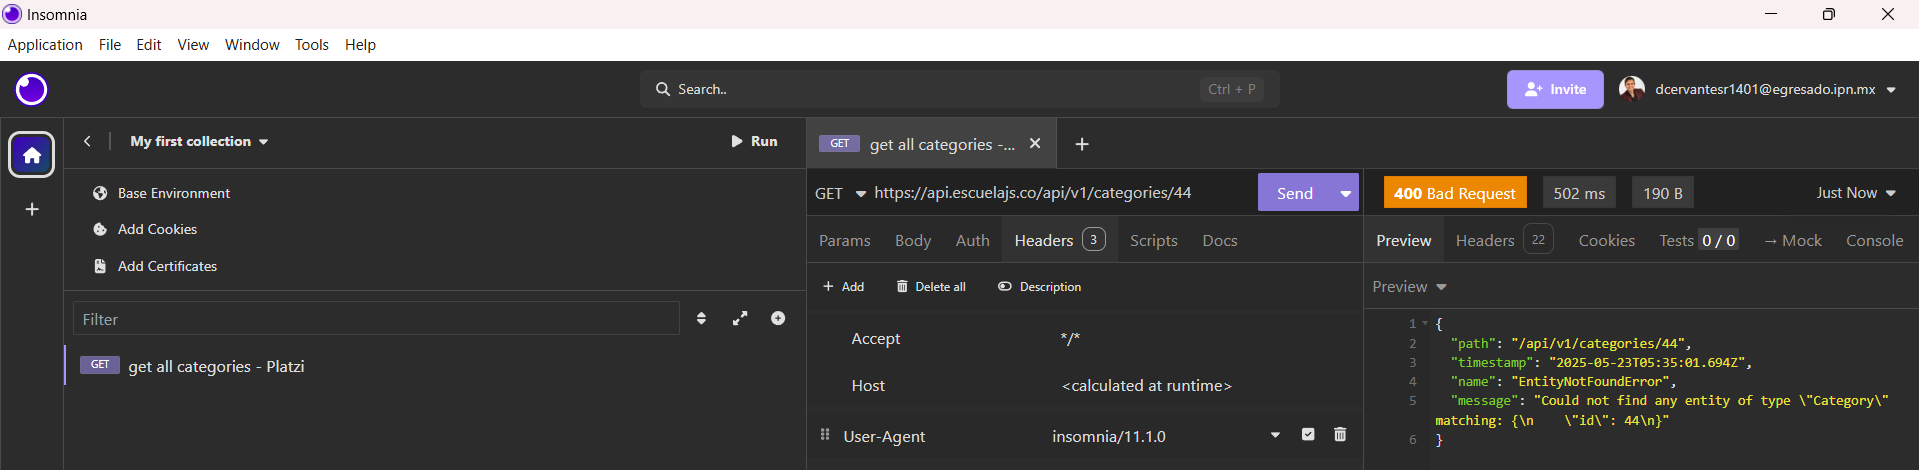 Insomnia
Application File Edit View Window Tools Help
Search.. Ctrl + P
Invite
dcervantesr1401@egresado.ipn.mx
My first collection
Run
GET get all categories -...
Base Environment
Add Cookies
Add Certificates
Filter
GET get all categories - Platzi
GET https://api.escuelajs.co/api/v1/categories/44 Send
Params Body Auth Headers 3 Scripts Docs
Add Delete all Description
Accept */*
Host <calculated at runtime>
User-Agent insomnia/11.1.0
400 Bad Request 502 ms 190 B Just Now
Preview Headers 22 Cookies Tests 0 / 0 → Mock Console
Preview
1 {
2 "path": "/api/v1/categories/44",
3 "timestamp": "2025-05-23T05:35:01.694Z",
4 "name": "EntityNotFoundError",
5 "message": "Could not find any entity of type \"Category\"
matching: {\n    \"id\": 44\n}"
6 }